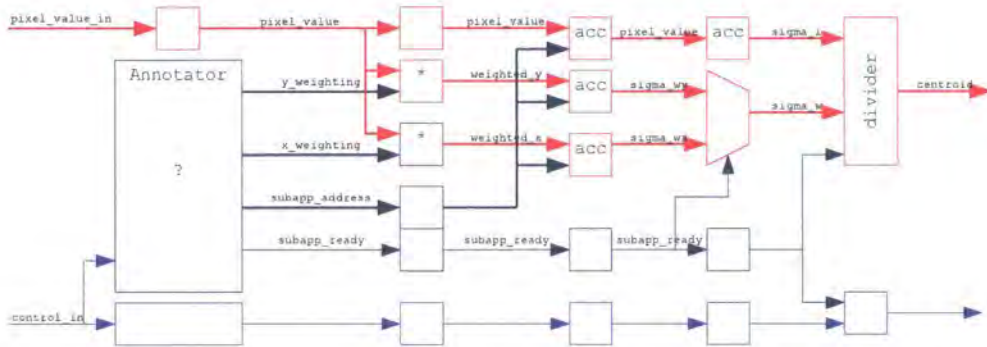 pixel_value_in
pixel_value
pixel_value
acc
pixel_value
acc
sigma_i
Annotator
y_weighting
*
weighted_y
acc
sigma_wy
sigma_w
divider
centroid
x_weighting
*
weighted_x
acc
sigma_wx
?
subapp_address
subapp_ready
subapp_ready
subapp_ready
control_in